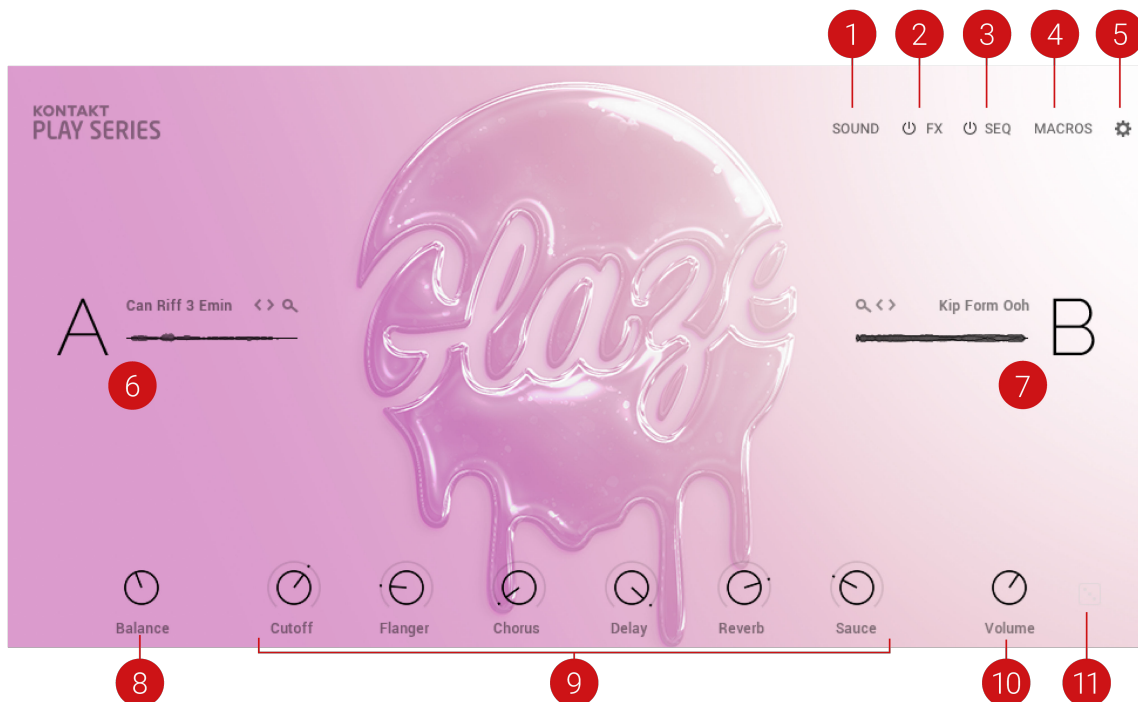 1 2 3 4 5
KONTAKT
PLAY SERIES
SOUND FX SEQ MACROS
Glaze
A Can Riff 3 Emin
Kip Form Ooh B
6 7
Balance Cutoff Flanger Chorus Delay Reverb Sauce Volume
8 9 10 11